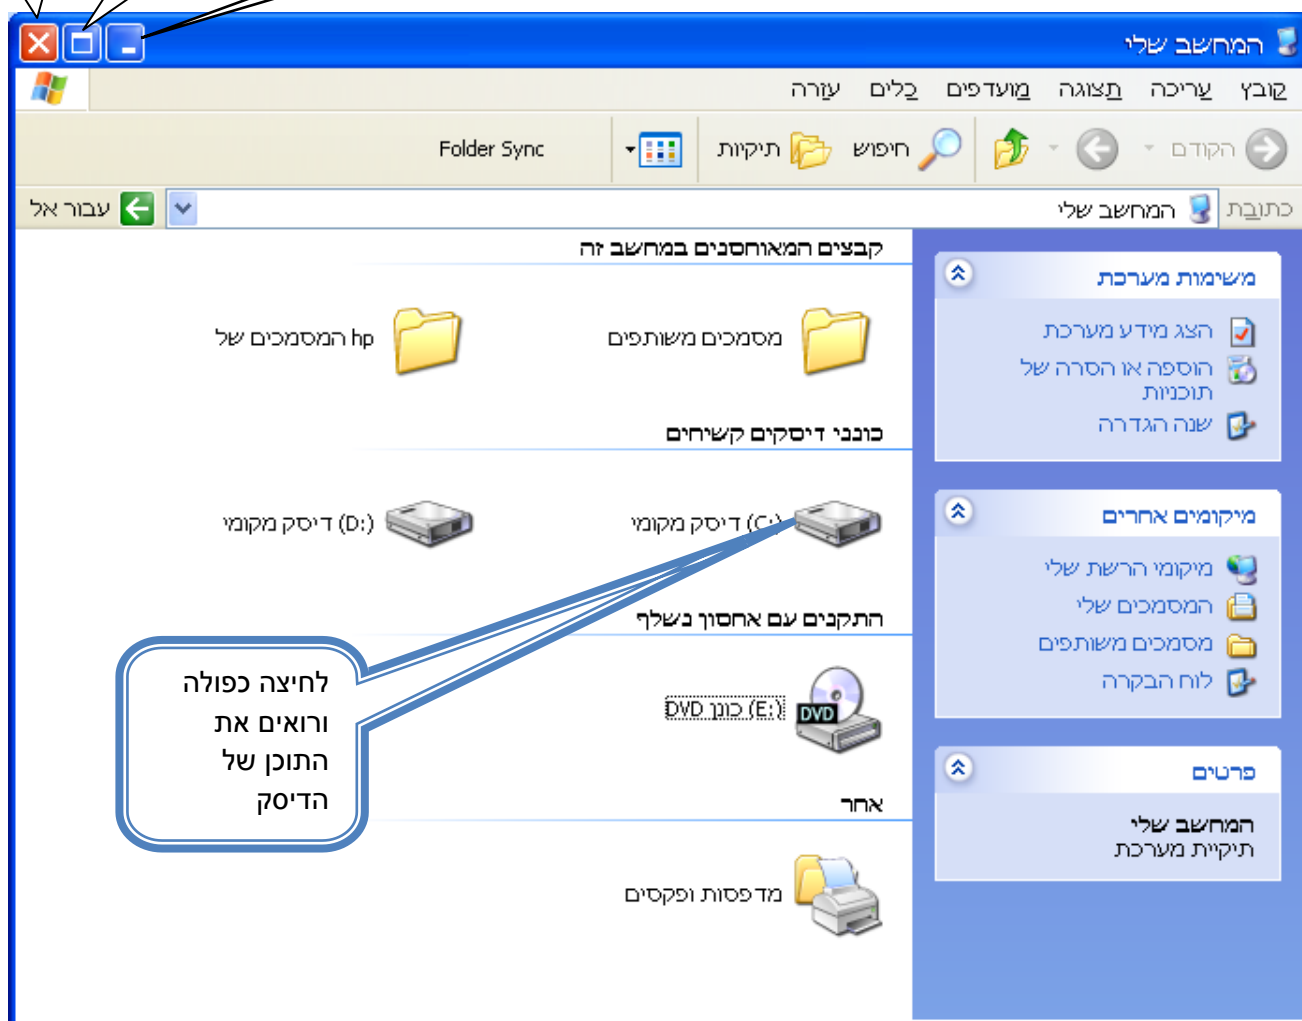 המחשב שלי
קובץ עריכה תצוגה מועדפים כלים עזרה
הקודם חיפוש תיקיות Folder Sync
כתובת המחשב שלי עבור אל
משימות מערכת
הצג מידע מערכת
הוספה או הסרה של
תוכניות
שנה הגדרה
מיקומים אחרים
מיקומי הרשת שלי
המסמכים שלי
מסמכים משותפים
לוח הבקרה
פרטים
המחשב שלי
תיקיית מערכת
קבצים המאוחסנים במחשב זה
מסמכים משותפים
hp המסמכים של
כונני דיסקים קשיחים
(C:) דיסק מקומי
(D:) דיסק מקומי
התקנים עם אחסון נשלף
DVD
(E:) כונן DVD
אחר
מדפסות ופקסים
לחיצה כפולה
ורואים את
התוכן של
הדיסק